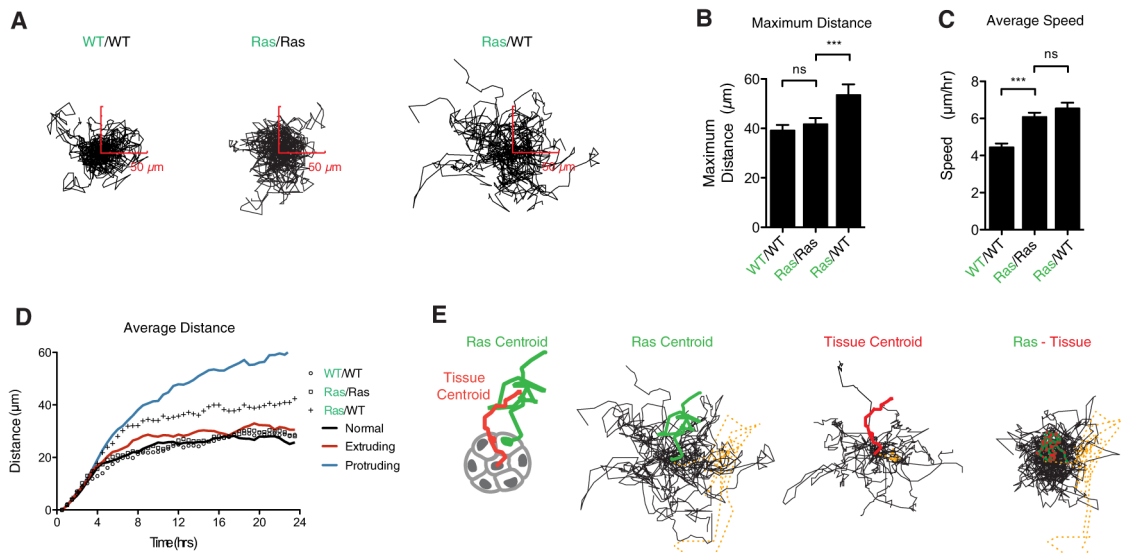 A
WT/WT
Ras/Ras
Ras/WT
50 µm
50 µm
50 µm
B
Maximum Distance
ns
***
Maximum
Distance (µm)
60
40
20
0
WT/WT
Ras/Ras
Ras/WT
C
Average Speed
***
ns
Speed (µm/hr)
8
6
4
2
0
WT/WT
Ras/Ras
Ras/WT
D
Average Distance
Distance (µm)
60
40
20
0
0
4
8
12
16
20
24
Time(hrs)
WT/WT
Ras/Ras
Ras/WT
Normal
Extruding
Protruding
E
Ras Centroid
Tissue
Centroid
Ras Centroid
Tissue Centroid
Ras - Tissue